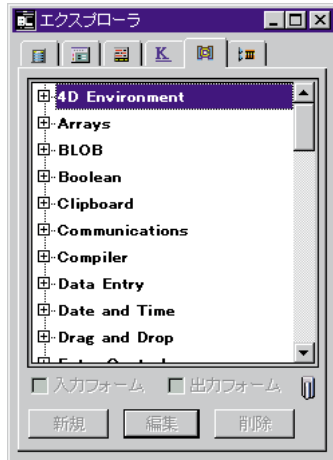 エクスプローラ
K
4D Environment
Arrays
BLOB
Boolean
Clipboard
Communications
Compiler
Data Entry
Date and Time
Drag and Drop
入力フォーム 出力フォーム
新規 編集 削除